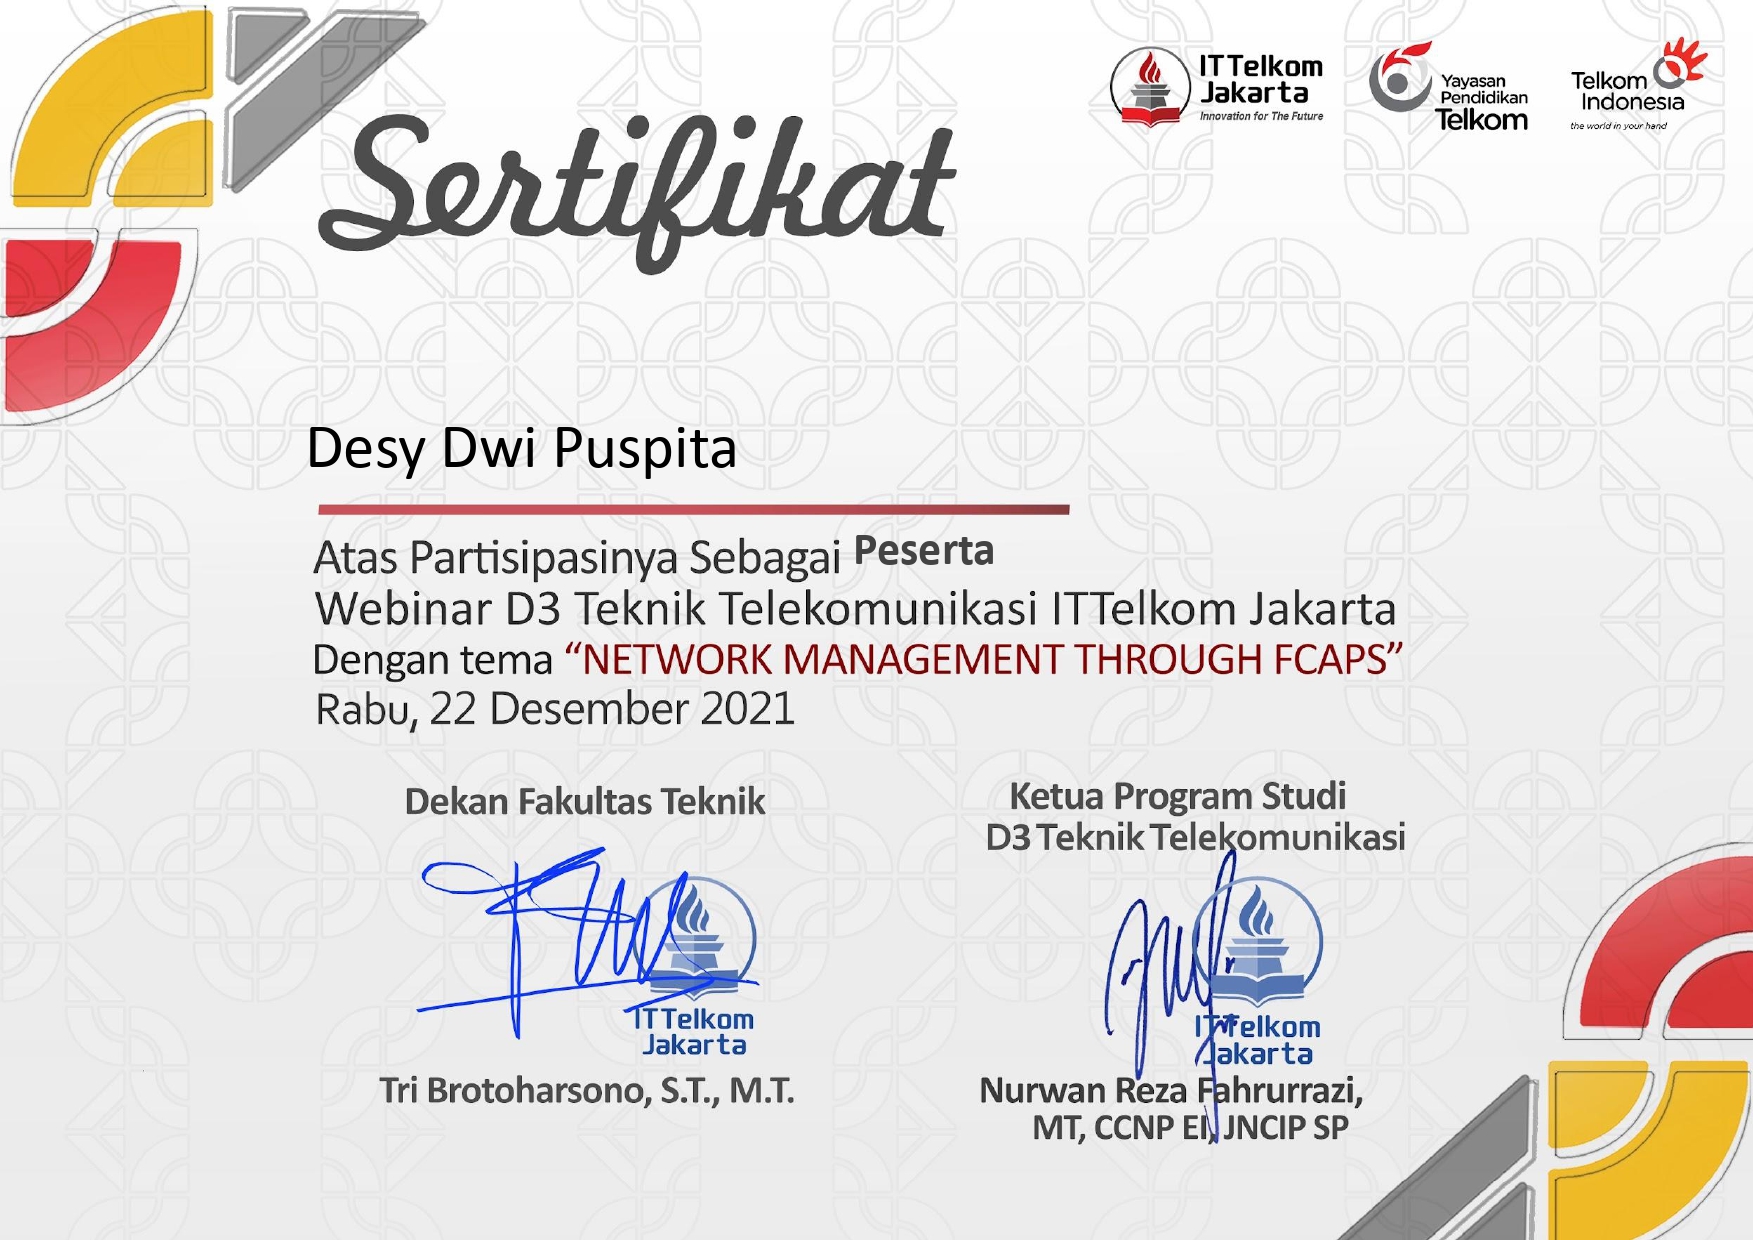 ITTelkom
Jakarta
Innovation for The Future
Yayasan
Pendidikan
Telkom
Telkom
Indonesia
the world in your hand
Sertifikat
Desy Dwi Puspita
Atas Partisipasinya Sebagai Peserta
Webinar D3 Teknik Telekomunikasi ITTelkom Jakarta
Dengan tema “NETWORK MANAGEMENT THROUGH FCAPS”
Rabu, 22 Desember 2021
Dekan Fakultas Teknik
ITTelkom
Jakarta
Tri Brotoharsono, S.T., M.T.
Ketua Program Studi
D3 Teknik Telekomunikasi
ITTelkom
Jakarta
Nurwan Reza Fahrurrazi,
MT, CCNP EI, JNCIP SP